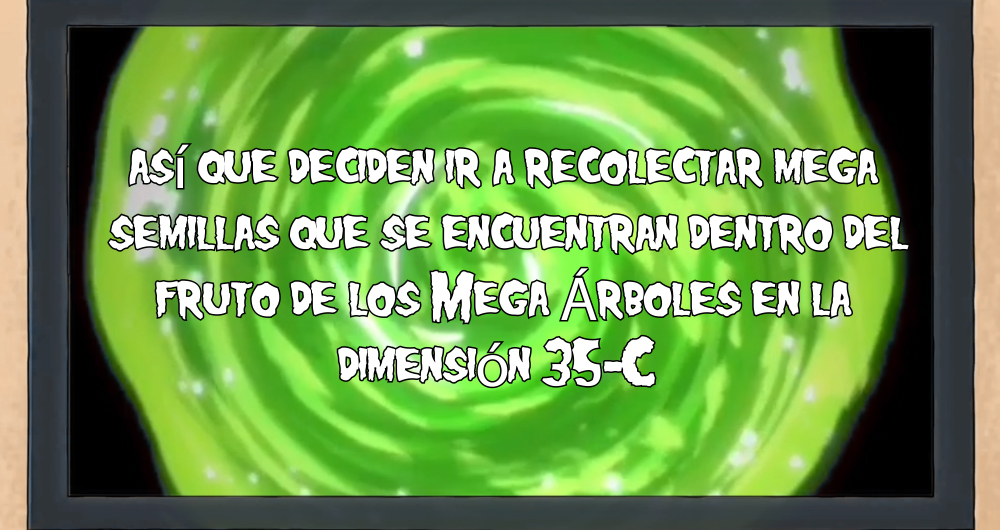 así que deciden ir a recolectar mega
semillas que se encuentran dentro del
fruto de los Mega Árboles en la
dimensión 35-C